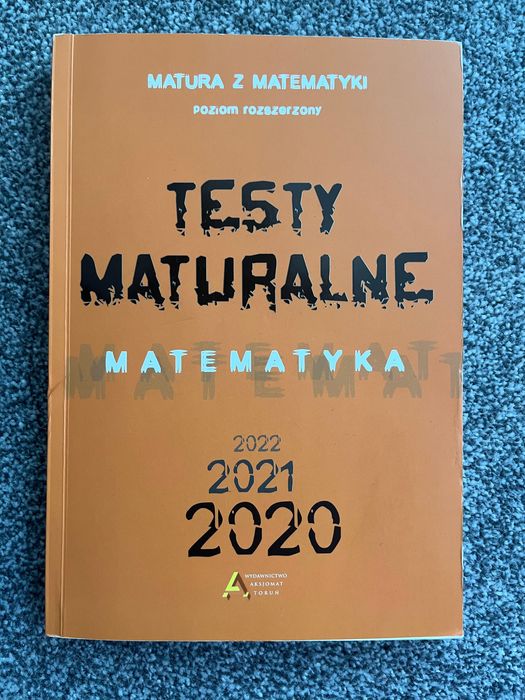 MATURA Z MATEMATYKI
poziom rozszerzony
TESTY
MATURALNE
MATEMATYKA
2022
2021
2020
WYDAWNICTWO
AKSJOMAT
TORUŃ